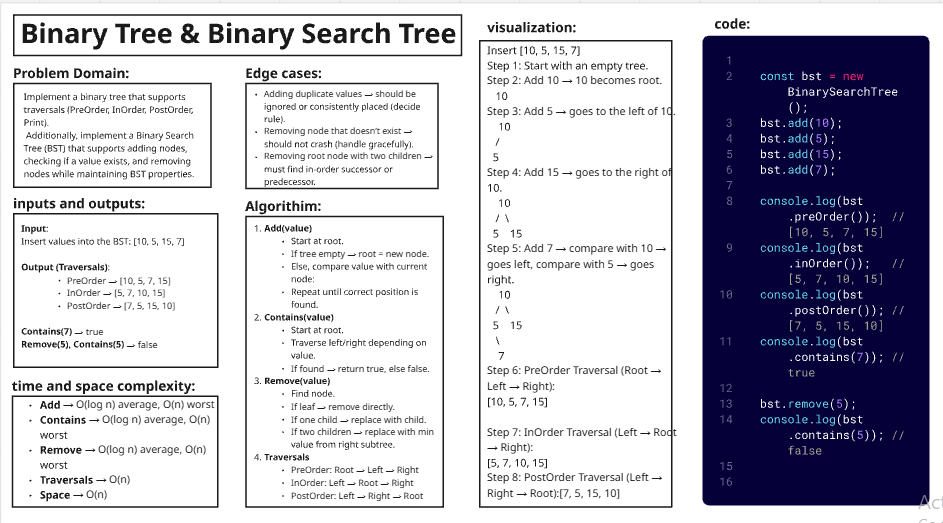 Binary Tree & Binary Search Tree
Problem Domain:
Implement a binary tree that supports
traversals (PreOrder, InOrder, PostOrder,
Print).
Additionally, implement a Binary Search
Tree (BST) that supports adding nodes,
checking if a value exists, and removing
nodes while maintaining BST properties.
inputs and outputs:
Input:
Insert values into the BST: [10, 5, 15, 7]
Output (Traversals):
• PreOrder → [10, 5, 7, 15]
• InOrder → [5, 7, 10, 15]
• PostOrder → [7, 5, 15, 10]
Contains(7) → true
Remove(5), Contains(5) → false
time and space complexity:
• Add → O(log n) average, O(n) worst
• Contains → O(log n) average, O(n)
worst
• Remove → O(log n) average, O(n)
worst
• Traversals → O(n)
• Space → O(n)
Edge cases:
• Adding duplicate values → should be
ignored or consistently placed (decide
rule).
• Removing node that doesn't exist →
should not crash (handle gracefully).
• Removing root node with two children →
must find in-order successor or
predecessor.
Algorithim:
1. Add(value)
• Start at root.
• If tree empty → root = new node.
• Else, compare value with current
node:
• Repeat until correct position is
found.
2. Contains(value)
• Start at root.
• Traverse left/right depending on
value.
• If found → return true, else false.
3. Remove(value)
• Find node.
• If leaf → remove directly.
• If one child → replace with child.
• If two children → replace with min
value from right subtree.
4. Traversals
• PreOrder: Root → Left → Right
• InOrder: Left → Root → Right
• PostOrder: Left → Right → Root
visualization:
Insert [10, 5, 15, 7]
Step 1: Start with an empty tree.
Step 2: Add 10 → 10 becomes root.
10
Step 3: Add 5 → goes to the left of 10.
10
/
5
Step 4: Add 15 → goes to the right of
10.
10
/ \
5 15
Step 5: Add 7 → compare with 10 →
goes left, compare with 5 → goes
right.
10
/ \
5 15
\
7
Step 6: PreOrder Traversal (Root →
Left → Right):
[10, 5, 7, 15]
Step 7: InOrder Traversal (Left → Root
→ Right):
[5, 7, 10, 15]
Step 8: PostOrder Traversal (Left →
Right → Root):[7, 5, 15, 10]
code:
1
2 const bst = new
BinarySearchTree
();
3 bst.add(10);
4 bst.add(5);
5 bst.add(15);
6 bst.add(7);
7
8 console.log(bst
.preOrder()); //
[10, 5, 7, 15]
9 console.log(bst
.inOrder()); //
[5, 7, 10, 15]
10 console.log(bst
.postOrder()); //
[7, 5, 15, 10]
11 console.log(bst
.contains(7)); //
true
12
13 bst.remove(5);
14 console.log(bst
.contains(5)); //
false
15
16